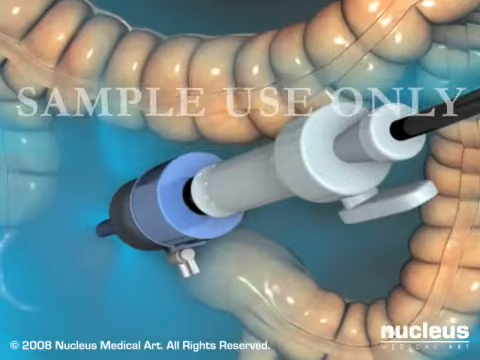 SAMPLE USE ONLY
nucleus
MEDICAL ART
© 2008 Nucleus Medical Art. All Rights Reserved.